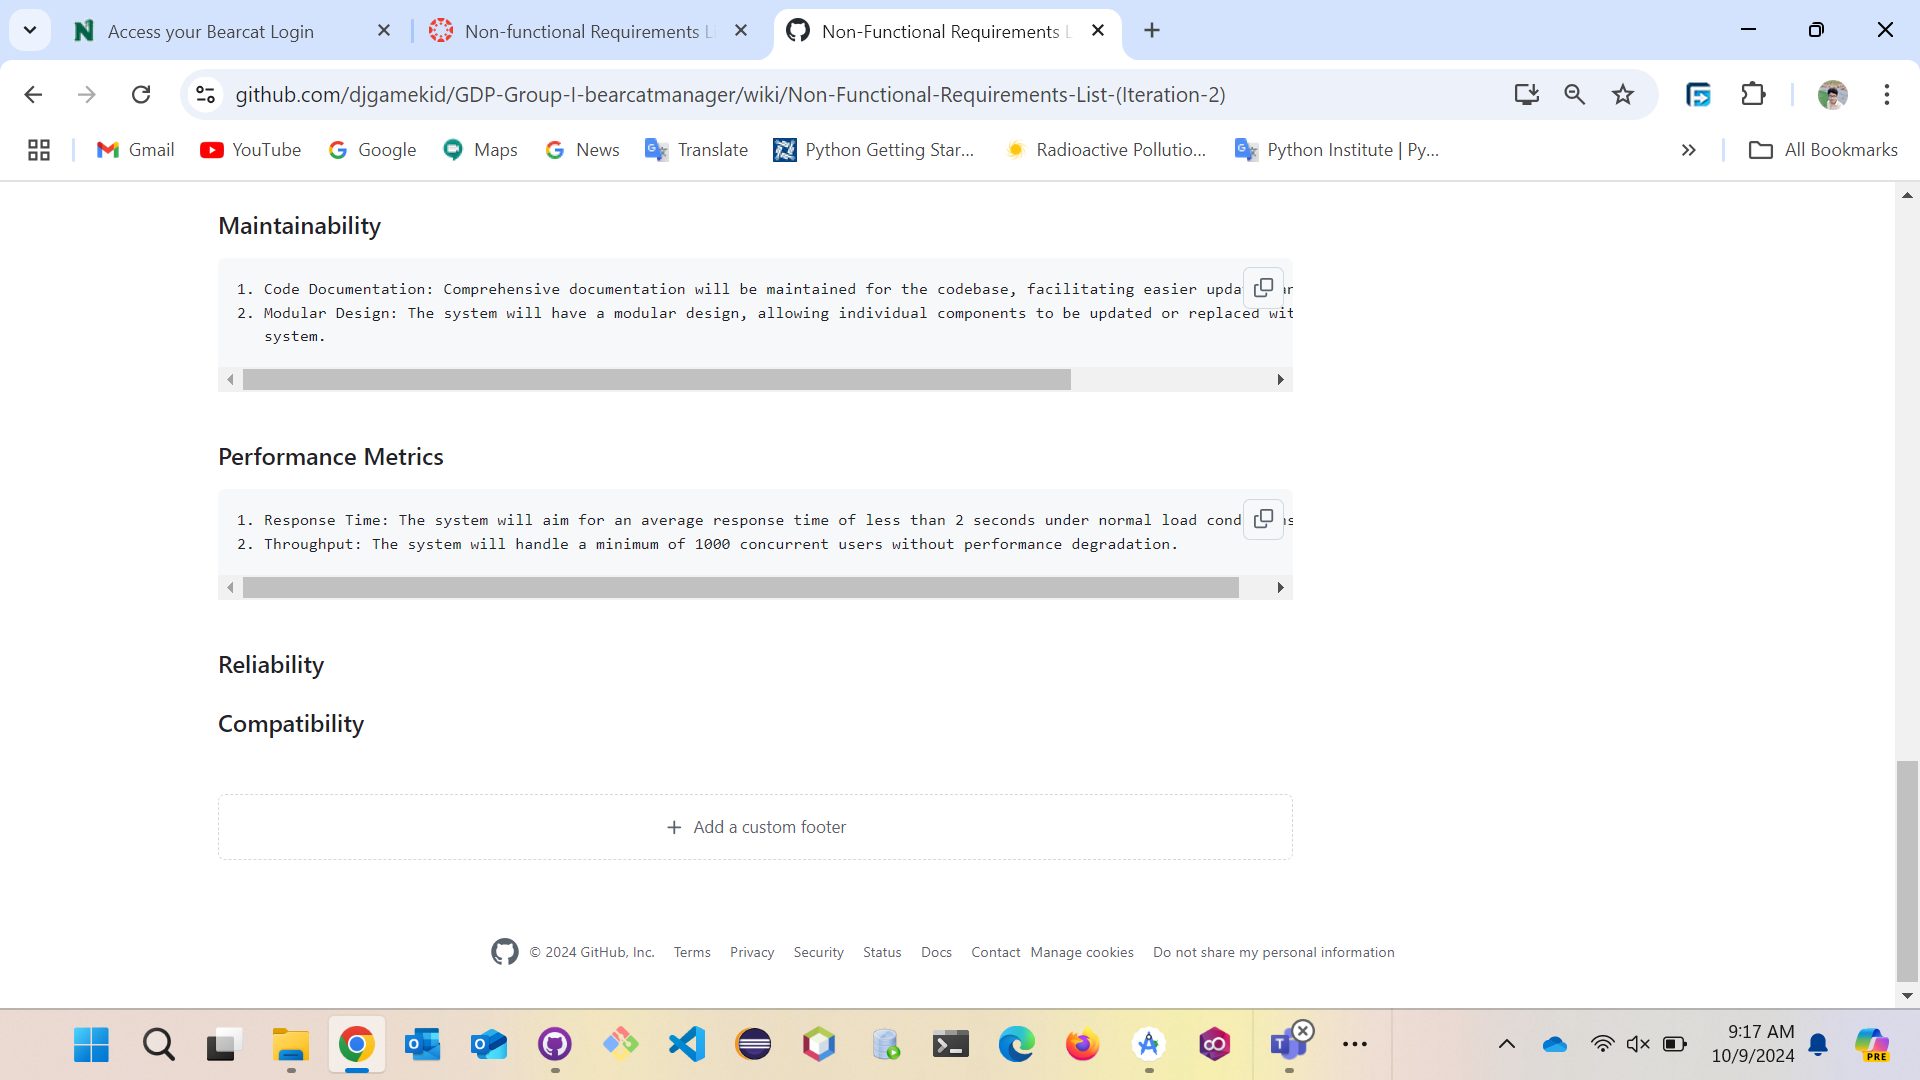 Access your Bearcat Login
Non-functional Requirements Li
Non-Functional Requirements L
github.com/djgamekid/GDP-Group-I-bearcatmanager/wiki/Non-Functional-Requirements-List-(Iteration-2)
Gmail YouTube Google Maps News Translate Python Getting Star... Radioactive Pollutio... Python Institute | Py... » All Bookmarks
Maintainability
1. Code Documentation: Comprehensive documentation will be maintained for the codebase, facilitating easier
2. Modular Design: The system will have a modular design, allowing individual components to be updated or replaced wit
system.
Performance Metrics
1. Response Time: The system will aim for an average response time of less than 2 seconds under normal load
2. Throughput: The system will handle a minimum of 1000 concurrent users without performance degradation.
Reliability
Compatibility
+ Add a custom footer
© 2024 GitHub, Inc. Terms Privacy Security Status Docs Contact Manage cookies Do not share my personal information
9:17 AM
10/9/2024
PRE